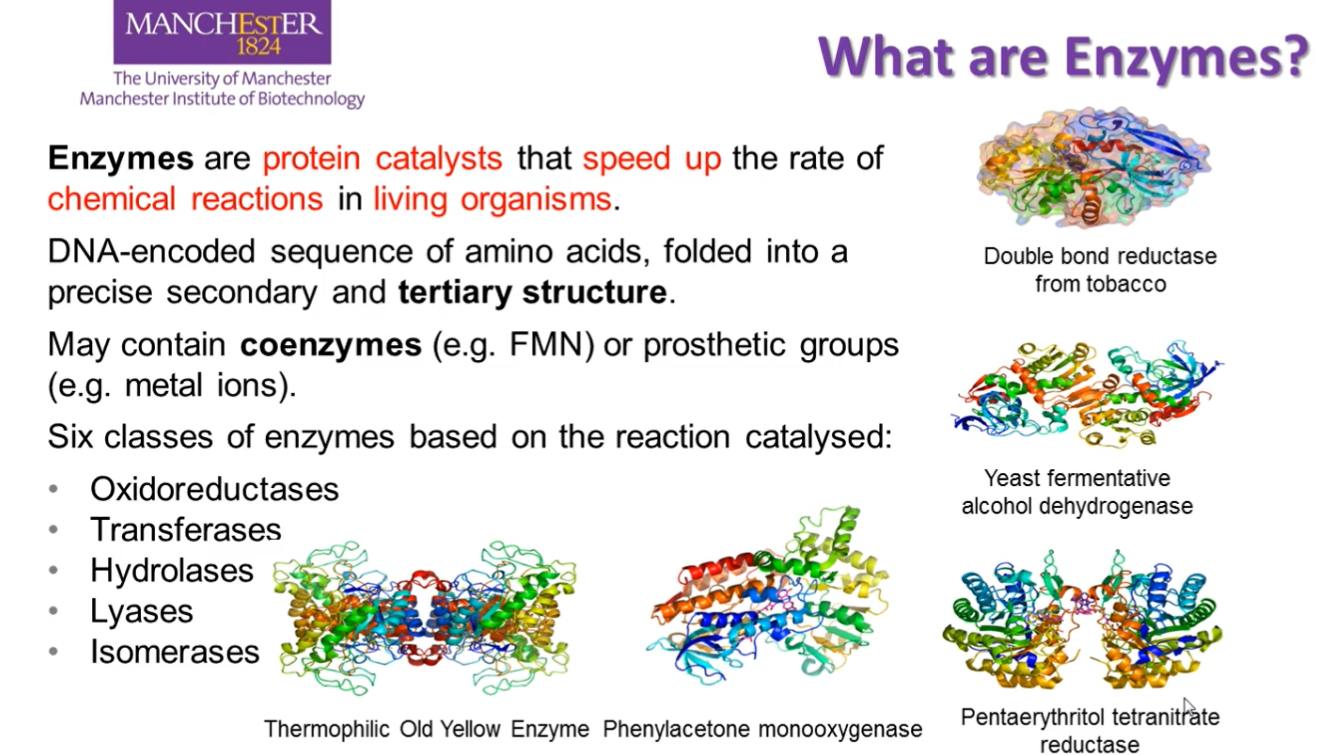 MANCHESTER
1824
The University of Manchester
Manchester Institute of Biotechnology
What are Enzymes?
Enzymes are protein catalysts that speed up the rate of
chemical reactions in living organisms.
DNA-encoded sequence of amino acids, folded into a
precise secondary and tertiary structure.
May contain coenzymes (e.g. FMN) or prosthetic groups
(e.g. metal ions).
Six classes of enzymes based on the reaction catalysed:
• Oxidoreductases
• Transferases
• Hydrolases
• Lyases
• Isomerases
Double bond reductase
from tobacco
Yeast fermentative
alcohol dehydrogenase
Thermophilic Old Yellow Enzyme
Phenylacetone monooxygenase
Pentaerythritol tetranitrate
reductase